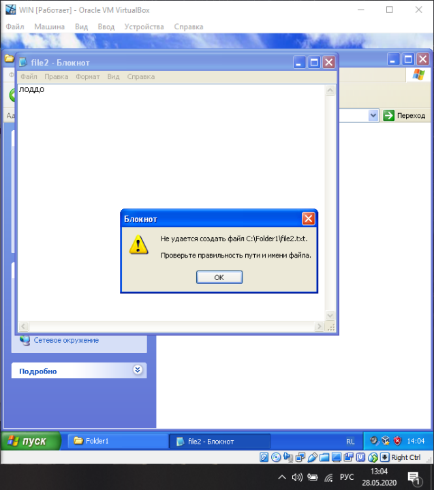 WIN [Работает] - Oracle VM VirtualBox
Файл Машина Вид Ввод Устройства Справка
file2 - Блокнот
Файл Правка Формат Вид Справка
лоддо
Переход
Блокнот
Не удается создать файл C:\Folder1\file2.txt.
Проверьте правильность пути и имени файла.
OK
Сетевое окружение
Подробно
пуск Folder1 file2 - Блокнот RL 14:04
Right Ctrl
РУС 13:04
28.05.2020
1